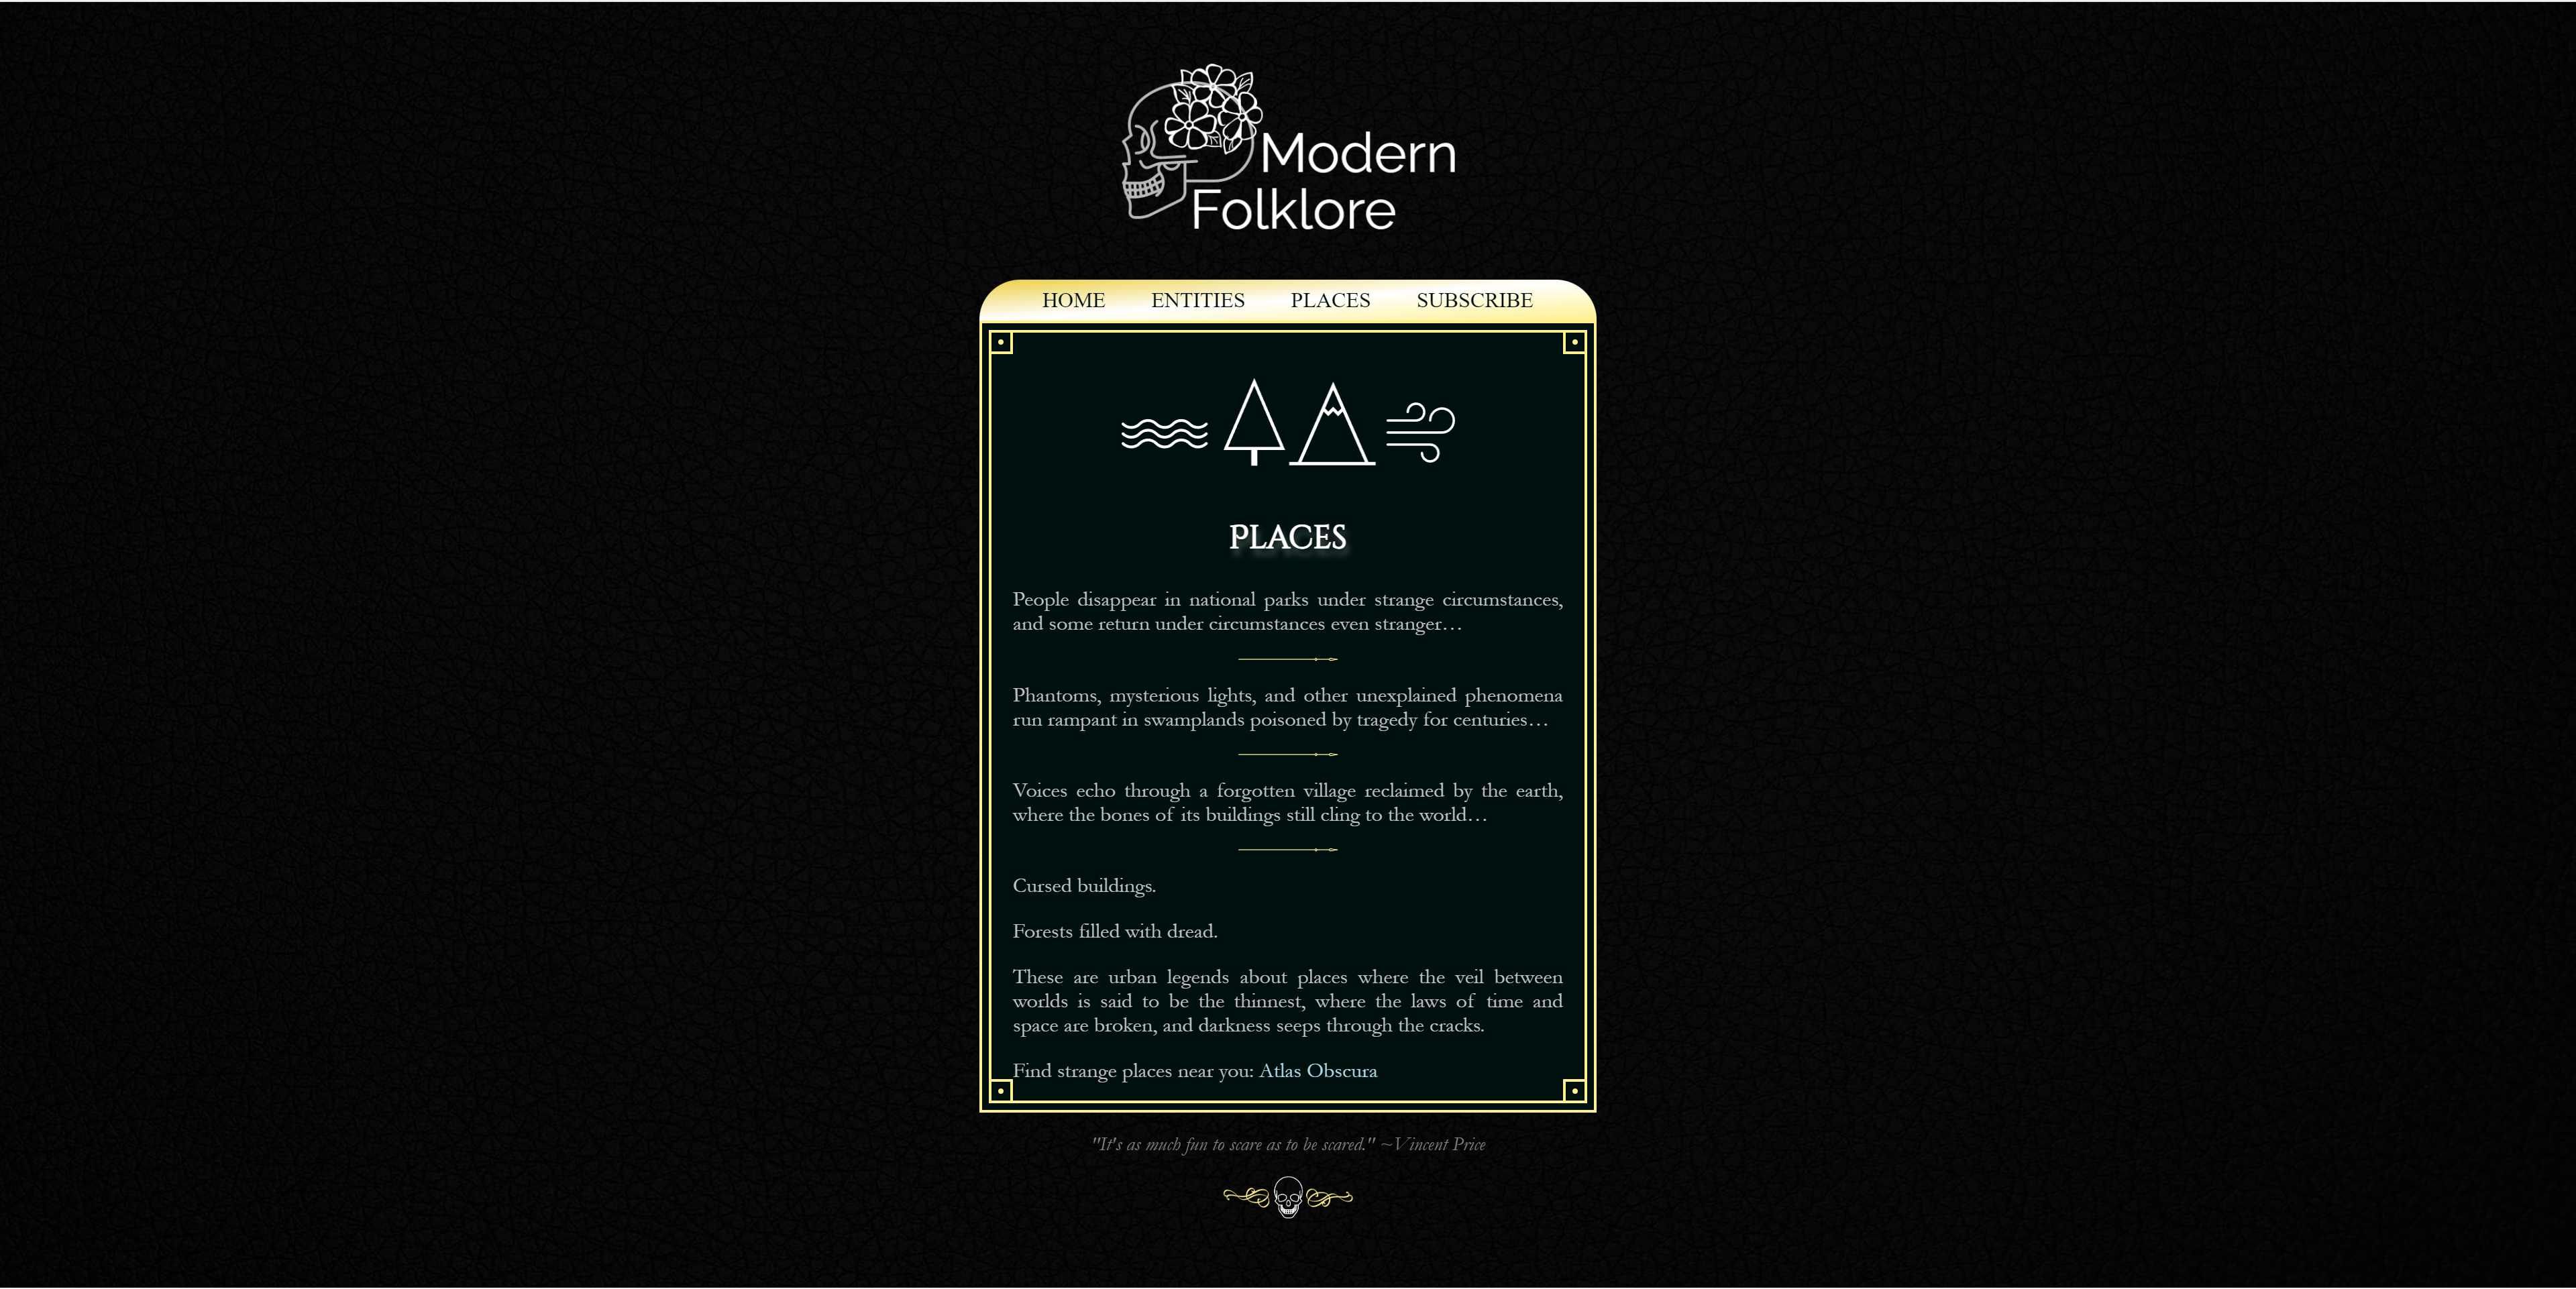 Modern
Folklore
HOME ENTITIES PLACES SUBSCRIBE
PLACES
People disappear in national parks under strange circumstances,
and some return under circumstances even stranger…
Phantoms, mysterious lights, and other unexplained phenomena
run rampant in swamplands poisoned by tragedy for centuries…
Voices echo through a forgotten village reclaimed by the earth,
where the bones of its buildings still cling to the world…
Cursed buildings.
Forests filled with dread.
These are urban legends about places where the veil between
worlds is said to be the thinnest, where the laws of time and
space are broken, and darkness seeps through the cracks.
Find strange places near you: Atlas Obscura
"It's as much fun to scare as to be scared." ~Vincent Price